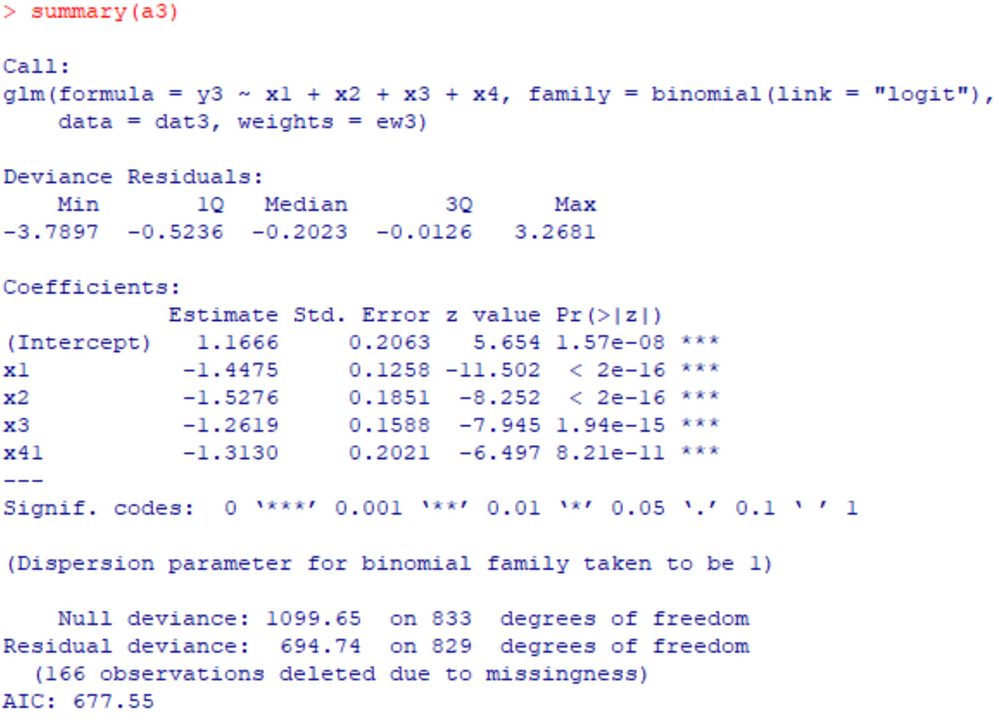 > summary(a3)
Call:
glm(formula = y3 ~ x1 + x2 + x3 + x4, family = binomial(link = "logit"),
    data = dat3, weights = ew3)
Deviance Residuals:
    Min       1Q   Median       3Q      Max
-3.7897  -0.5236  -0.2023  -0.0126   3.2681
Coefficients:
            Estimate Std. Error z value Pr(>|z|)
(Intercept)   1.1666     0.2063   5.654 1.57e-08 ***
x1           -1.4475     0.1258 -11.502  < 2e-16 ***
x2           -1.5276     0.1851  -8.252  < 2e-16 ***
x3           -1.2619     0.1588  -7.945 1.94e-15 ***
x41          -1.3130     0.2021  -6.497 8.21e-11 ***
---
Signif. codes:  0 ‘***’ 0.001 ‘**’ 0.01 ‘*’ 0.05 ‘.’ 0.1 ‘ ’ 1
(Dispersion parameter for binomial family taken to be 1)
    Null deviance: 1099.65  on 833  degrees of freedom
Residual deviance:  694.74  on 829  degrees of freedom
  (166 observations deleted due to missingness)
AIC: 677.55